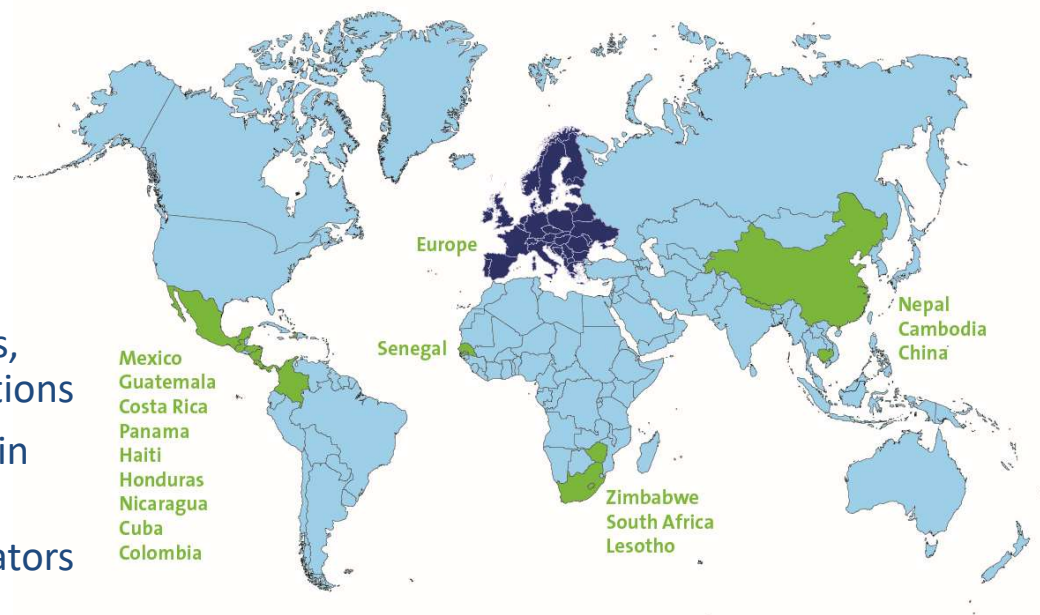 s,
tions
in
ators
Europe
Senegal
Mexico
Guatemala
Costa Rica
Panama
Haiti
Honduras
Nicaragua
Cuba
Colombia
Zimbabwe
South Africa
Lesotho
Nepal
Cambodia
China